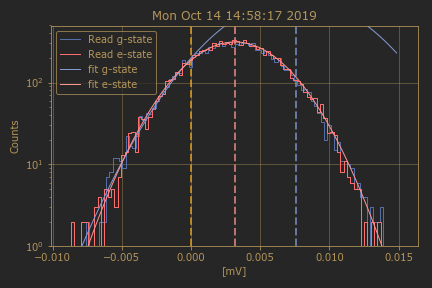 Mon Oct 14 14:58:17 2019
Read g-state
Read e-state
fit g-state
fit e-state
Counts
10²
10¹
10⁰
−0.010 −0.005 0.000 0.005 0.010 0.015
[mV]